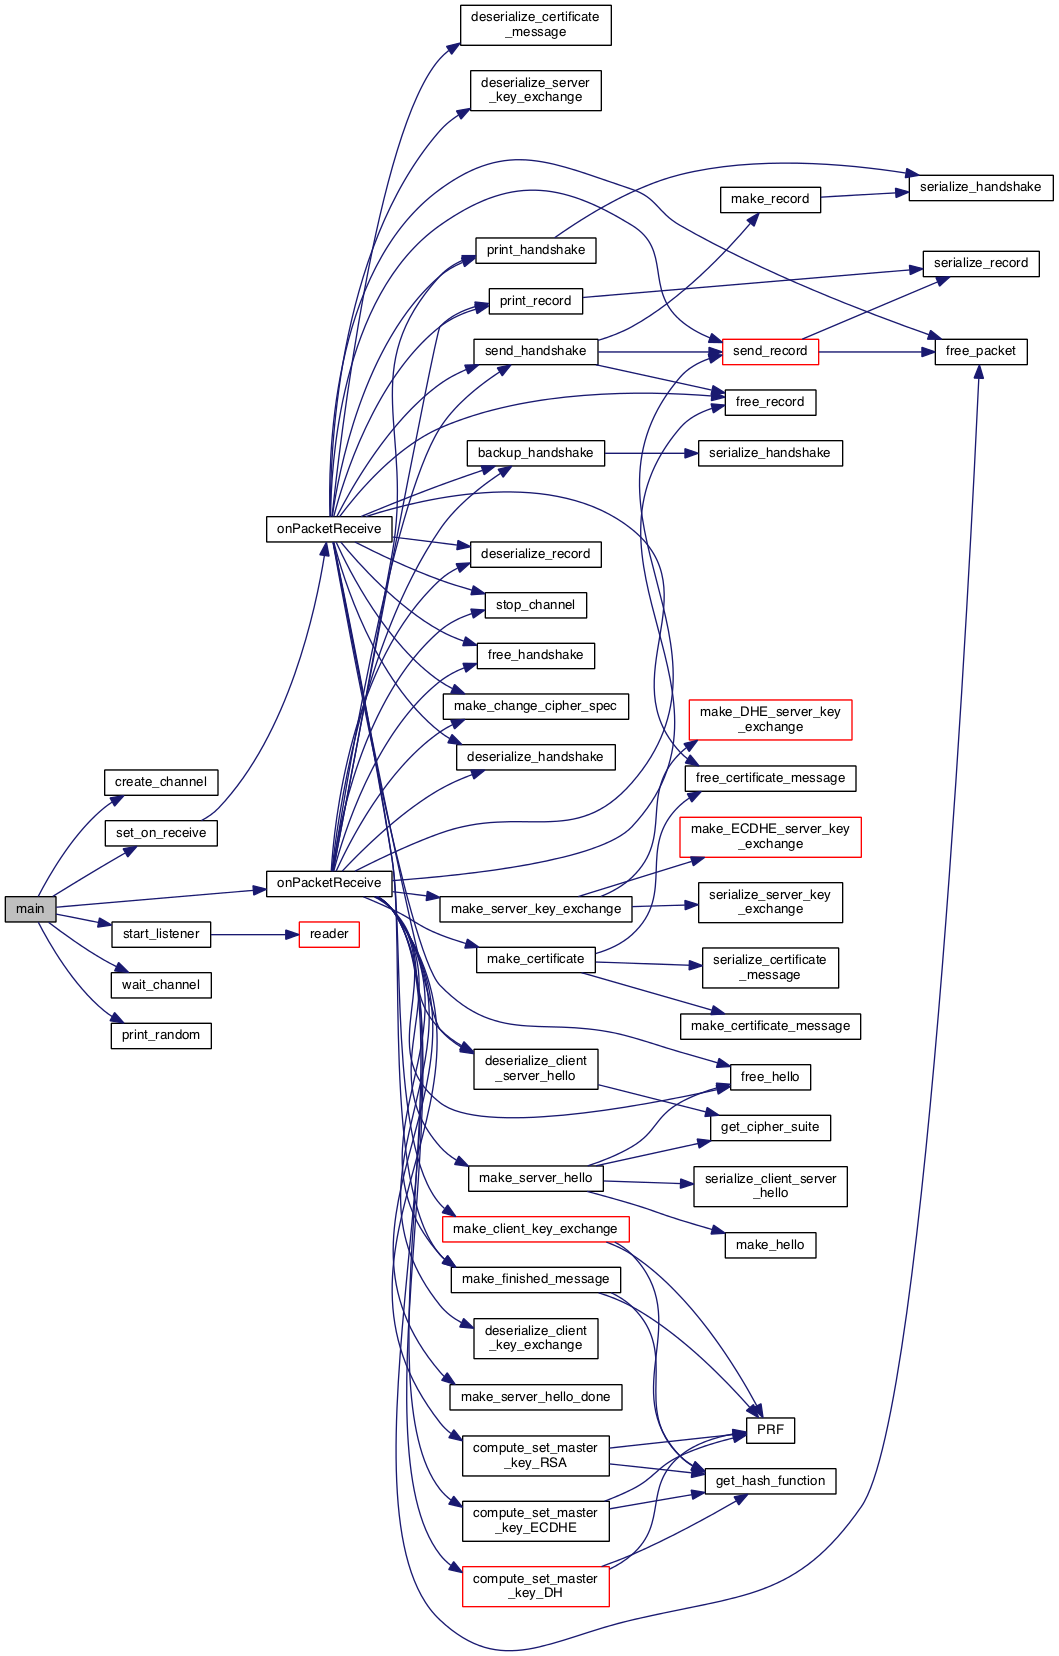 deserialize_certificate
_message
deserialize_server
_key_exchange
serialize_handshake
make_record
print_handshake
serialize_record
print_record
send_handshake
send_record
free_packet
free_record
backup_handshake
serialize_handshake
onPacketReceive
deserialize_record
stop_channel
free_handshake
make_change_cipher_spec
make_DHE_server_key
_exchange
deserialize_handshake
free_certificate_message
create_channel
set_on_receive
make_ECDHE_server_key
_exchange
onPacketReceive
main
make_server_key_exchange
serialize_server_key
_exchange
start_listener
reader
make_certificate
serialize_certificate
_message
wait_channel
make_certificate_message
print_random
deserialize_client
_server_hello
free_hello
get_cipher_suite
make_server_hello
serialize_client_server
_hello
make_client_key_exchange
make_hello
make_finished_message
deserialize_client
_key_exchange
make_server_hello_done
PRF
compute_set_master
_key_RSA
get_hash_function
compute_set_master
_key_ECDHE
compute_set_master
_key_DH